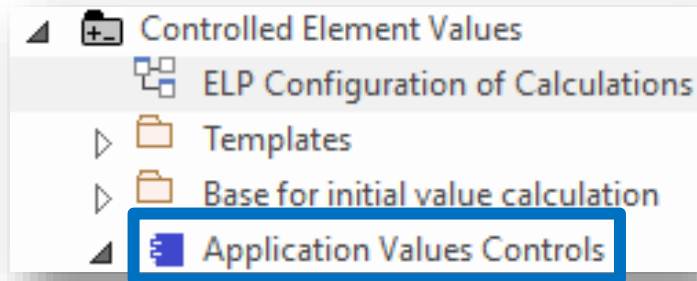 Controlled Element Values
ELP Configuration of Calculations
Templates
Base for initial value calculation
Application Values Controls